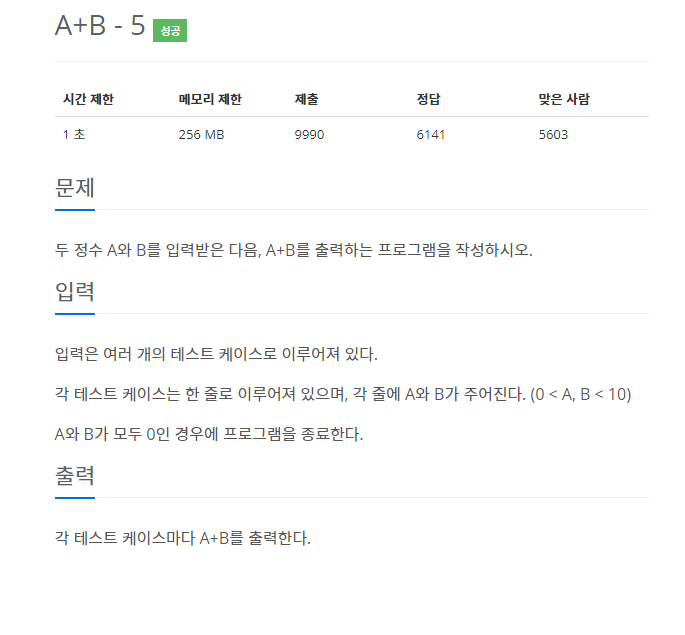 A+B - 5 성공
시간 제한 메모리 제한 제출 정답 맞은 사람
1 초 256 MB 9990 6141 5603
문제
두 정수 A와 B를 입력받은 다음, A+B를 출력하는 프로그램을 작성하시오.
입력
입력은 여러 개의 테스트 케이스로 이루어져 있다.
각 테스트 케이스는 한 줄로 이루어져 있으며, 각 줄에 A와 B가 주어진다. (0 < A, B < 10)
A와 B가 모두 0인 경우에 프로그램을 종료한다.
출력
각 테스트 케이스마다 A+B를 출력한다.